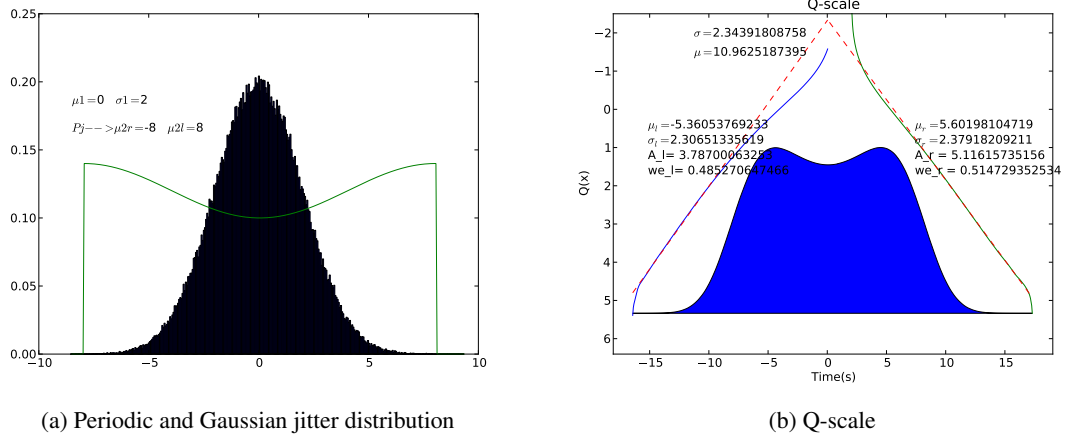 0.25
0.20
0.15
0.10
0.05
0.00
−10
−5
0
5
10
μ1=0 σ1=2
Pj−−>μ2r=-8 μ2l=8
(a) Periodic and Gaussian jitter distribution
Q-scale
σ=2.34391808758
μ=10.9625187395
μl=-5.36053769233
σl=2.30651335619
A_l= 3.78700063253
we_l= 0.485270647466
μr=5.60198104719
σr=2.37918209211
A_r = 5.11615735156
we_r = 0.514729352534
Q(x)
−2
−1
0
1
2
3
4
5
6
−15
−10
−5
0
5
10
15
Time(s)
(b) Q-scale